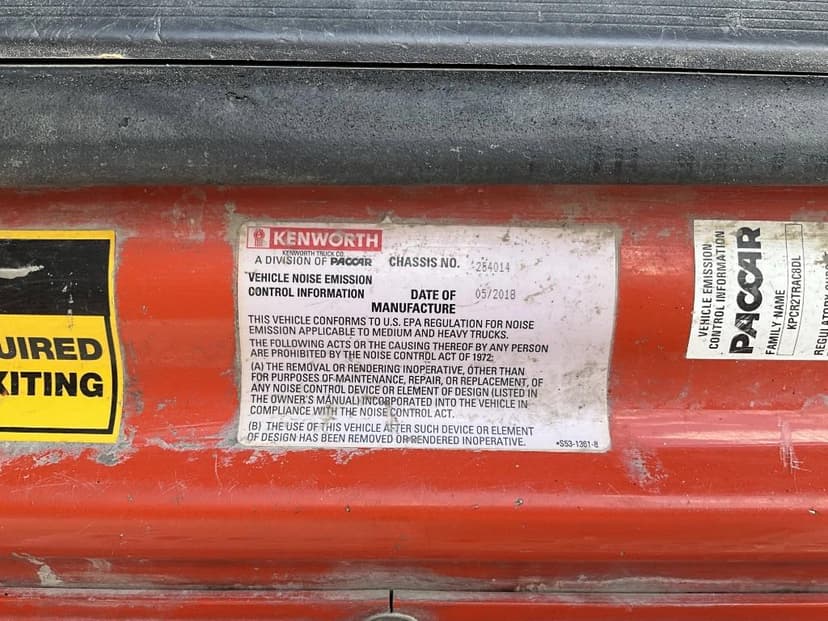 UIRED
XITING
KENWORTH
KENWORTH TRUCK CO.
A DIVISION OF PACCAR CHASSIS NO. 284014
VEHICLE NOISE EMISSION
CONTROL INFORMATION DATE OF MANUFACTURE 05/2018
THIS VEHICLE CONFORMS TO U.S. EPA REGULATION FOR NOISE
EMISSION APPLICABLE TO MEDIUM AND HEAVY TRUCKS.
THE FOLLOWING ACTS OR THE CAUSING THEREOF BY ANY PERSON
ARE PROHIBITED BY THE NOISE CONTROL ACT OF 1972:
(A) THE REMOVAL OR RENDERING INOPERATIVE, OTHER THAN
FOR PURPOSES OF MAINTENANCE, REPAIR, OR REPLACEMENT, OF
ANY NOISE CONTROL DEVICE OR ELEMENT OF DESIGN (LISTED IN
THE OWNER'S MANUAL) INCORPORATED INTO THE VEHICLE IN
COMPLIANCE WITH THE NOISE CONTROL ACT.
(B) THE USE OF THIS VEHICLE AFTER SUCH DEVICE OR ELEMENT
OF DESIGN HAS BEEN REMOVED OR RENDERED INOPERATIVE.
*S53-1361-8
VEHICLE EMISSION
CONTROL INFORMATION
PACCAR
FAMILY NAME
KPCR2TRAC8DL
REGULATORY